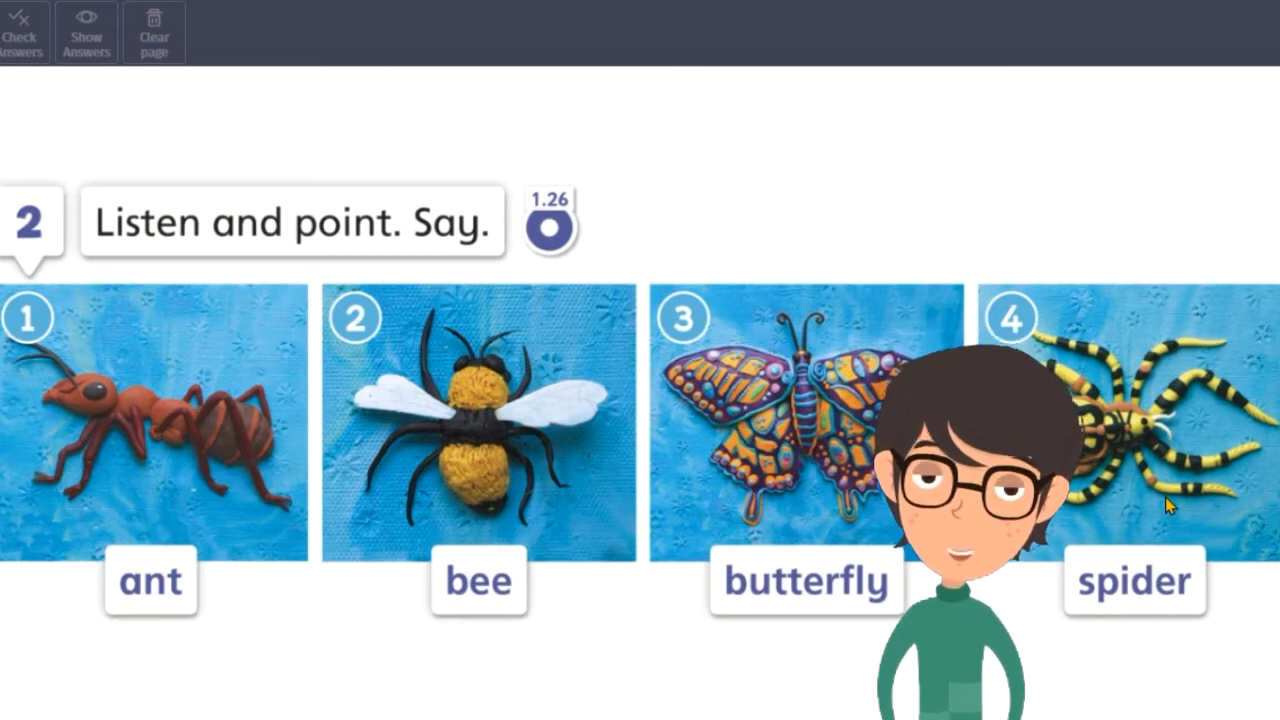 Check
Answers
Show
Answers
Clear
page
2
Listen and point. Say.
1.26
1
2
3
4
ant
bee
butterfly
spider